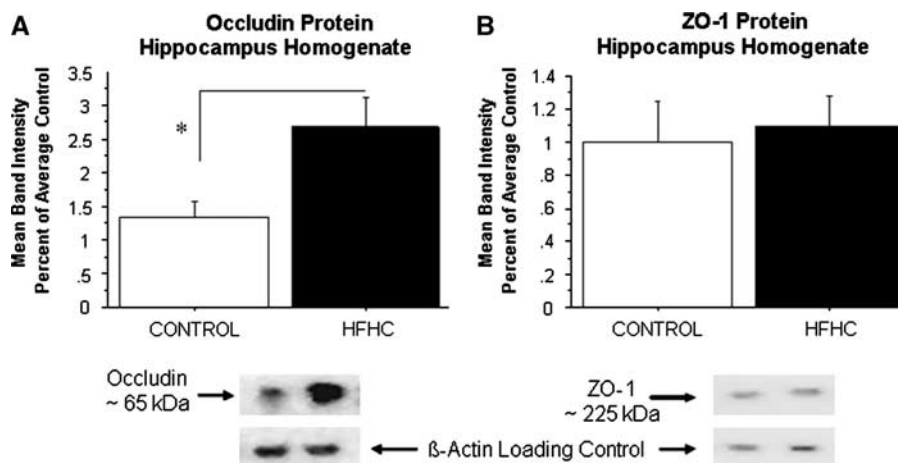 A
Occludin Protein
Hippocampus Homogenate
Mean Band Intensity
Percent of Average Control
3.5
3
2.5
2
1.5
1
.5
0
*
CONTROL
HFHC
B
ZO-1 Protein
Hippocampus Homogenate
Mean Band Intensity
Percent of Average Control
1.4
1.2
1
.8
.6
.4
.2
0
CONTROL
HFHC
Occludin
~ 65 kDa
ZO-1
~ 225 kDa
ß-Actin Loading Control